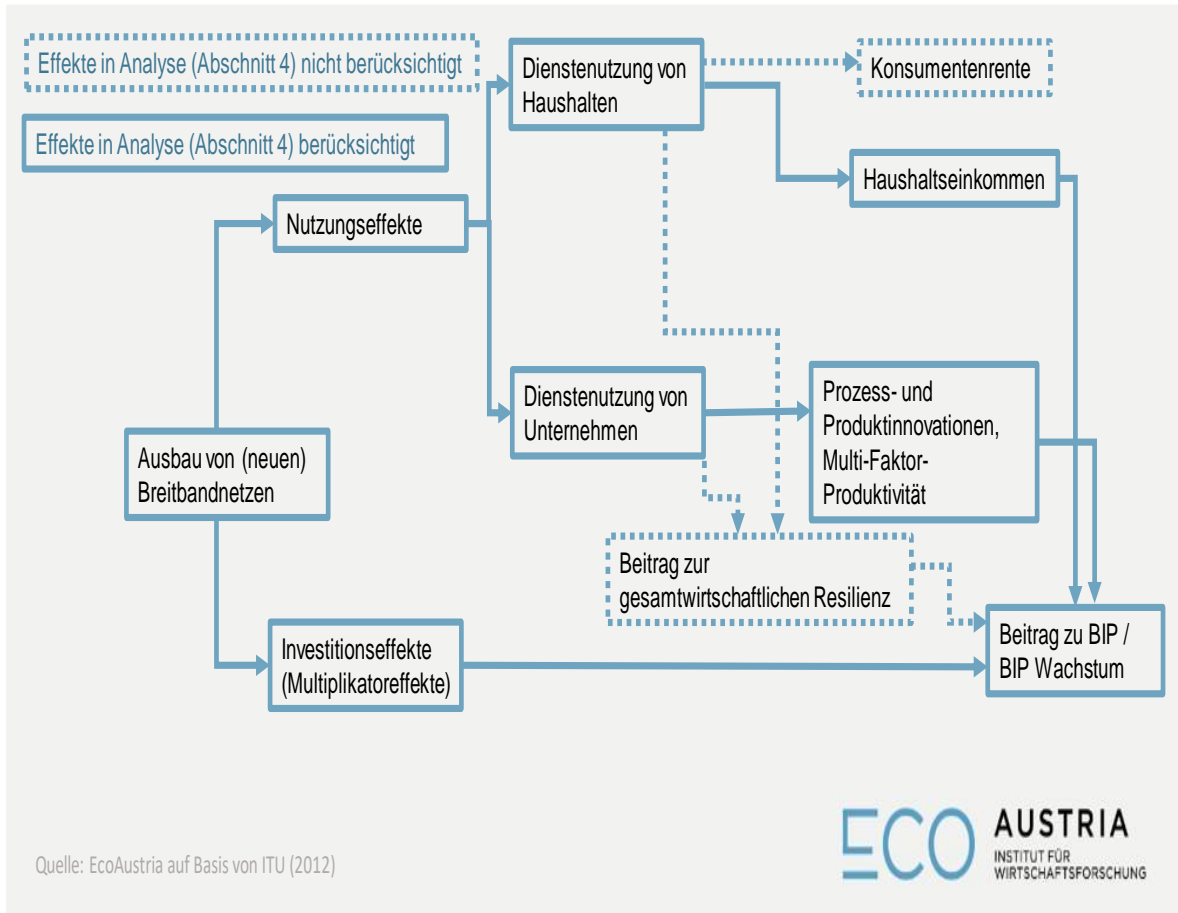 Effekte in Analyse (Abschnitt 4) nicht berücksichtigt
Effekte in Analyse (Abschnitt 4) berücksichtigt
Dienstenutzung von
Haushalten
Konsumentenrente
Haushaltseinkommen
Nutzungseffekte
Dienstenutzung von
Unternehmen
Prozess- und
Produktinnovationen,
Multi-Faktor-
Produktivität
Ausbau von (neuen)
Breitbandnetzen
Beitrag zur
gesamtwirtschaftlichen Resilienz
Investitionseffekte
(Multiplikatoreffekte)
Beitrag zu BIP /
BIP Wachstum
Quelle: EcoAustria auf Basis von ITU (2012)
ECO AUSTRIA
INSTITUT FÜR
WIRTSCHAFTSFORSCHUNG